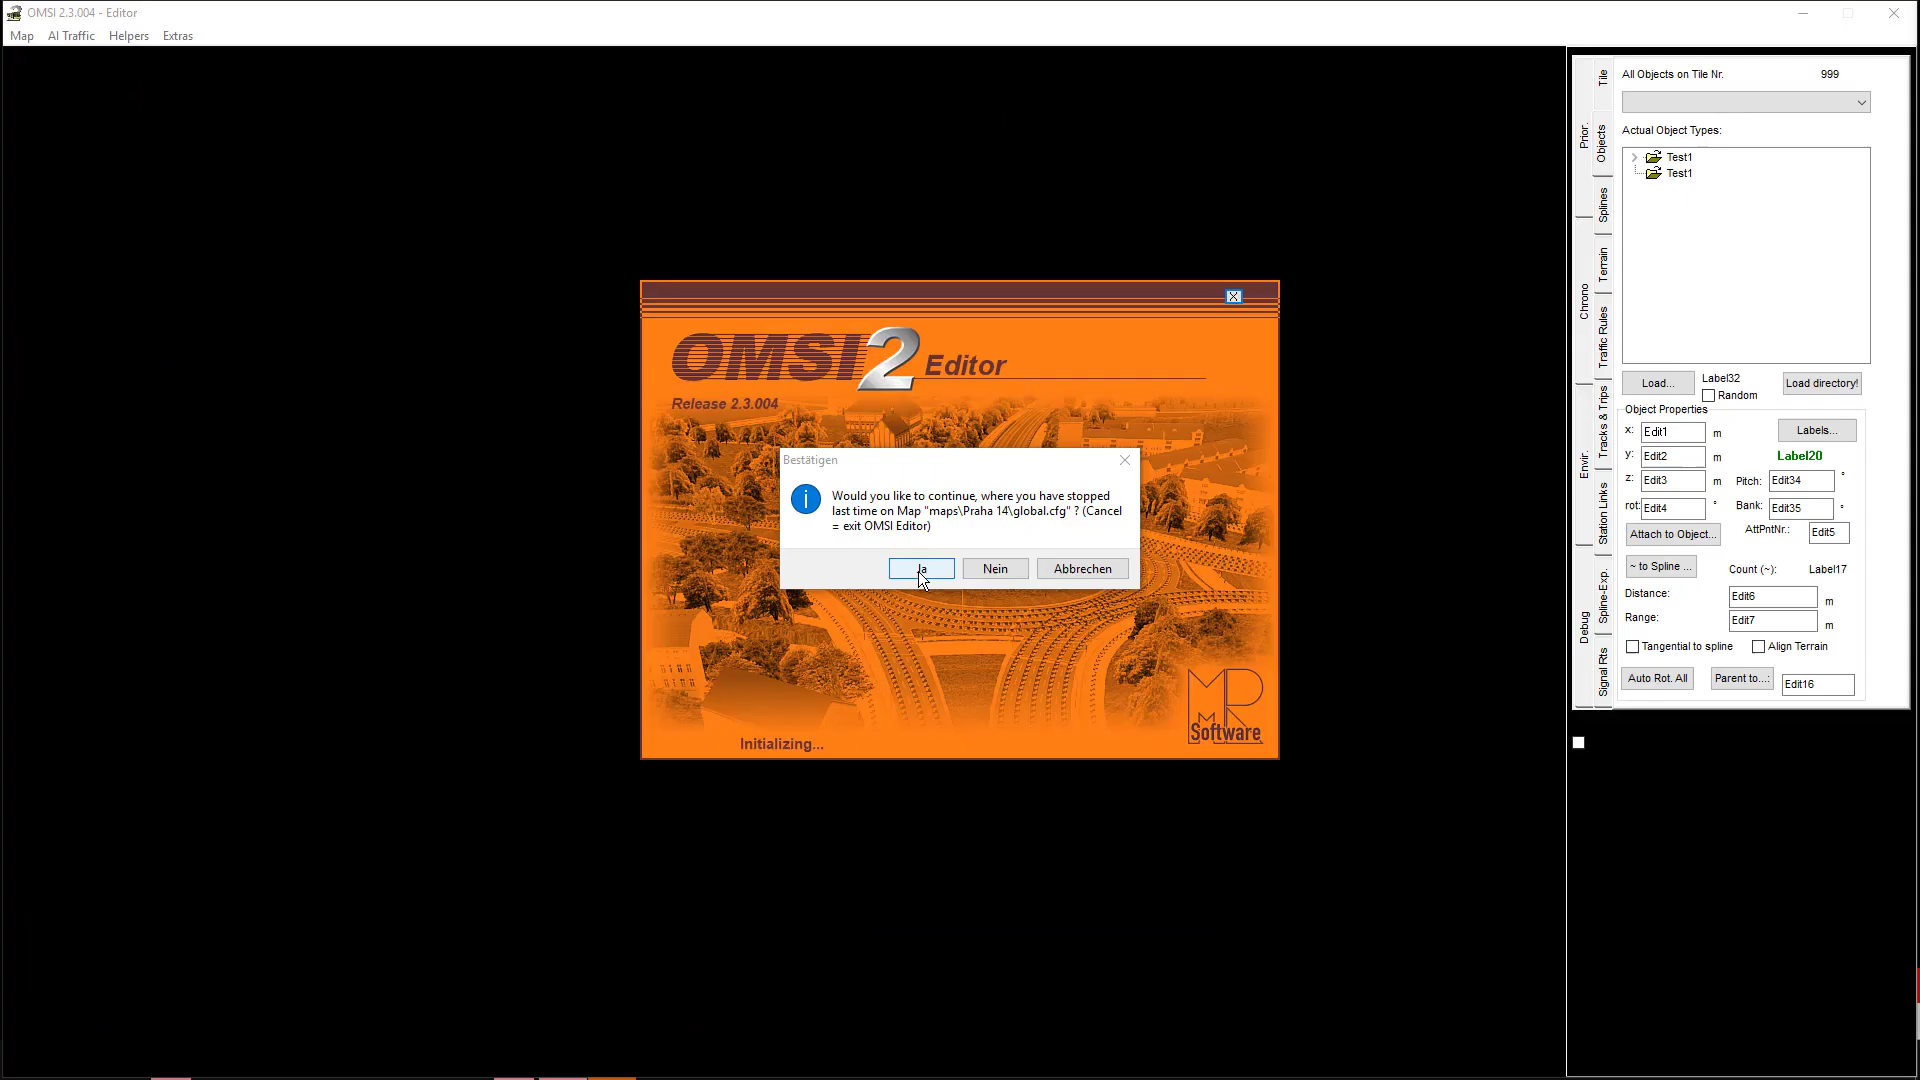 OMSI 2.3.004 - Editor
Map AI Traffic Helpers Extras
Tile
Objects
Splines
Terrain
Traffic Rules
Tracks & Trips
Station Links
Spline-Exp.
Signal Rts
Prior.
Chrono
Envir.
Debug
All Objects on Tile Nr. 999
Actual Object Types:
Test1
Test1
Load... Label32 Load directory!
Random
Object Properties
x: Edit1 m Labels...
y: Edit2 m Label20
z: Edit3 m Pitch: Edit34 °
rot: Edit4 ° Bank: Edit35 °
Attach to Object... AttPntNr.: Edit5
~ to Spline ... Count (~): Label17
Distance: Edit6 m
Range: Edit7 m
Tangential to spline Align Terrain
Auto Rot. All Parent to...: Edit16
X
OMSI 2 Editor
Release 2.3.004
Bestätigen
i
Would you like to continue, where you have stopped
last time on Map "maps\Praha 14\global.cfg" ? (Cancel
= exit OMSI Editor)
Ja Nein Abbrechen
Initializing...
MR Software